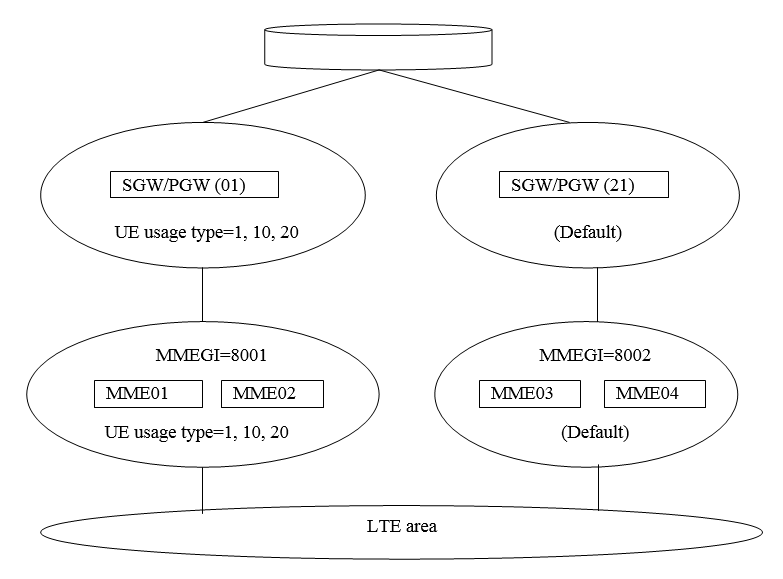 SGW/PGW (01)
UE usage type=1, 10, 20
SGW/PGW (21)
(Default)
MMEGI=8001
MME01
MME02
UE usage type=1, 10, 20
MMEGI=8002
MME03
MME04
(Default)
LTE area